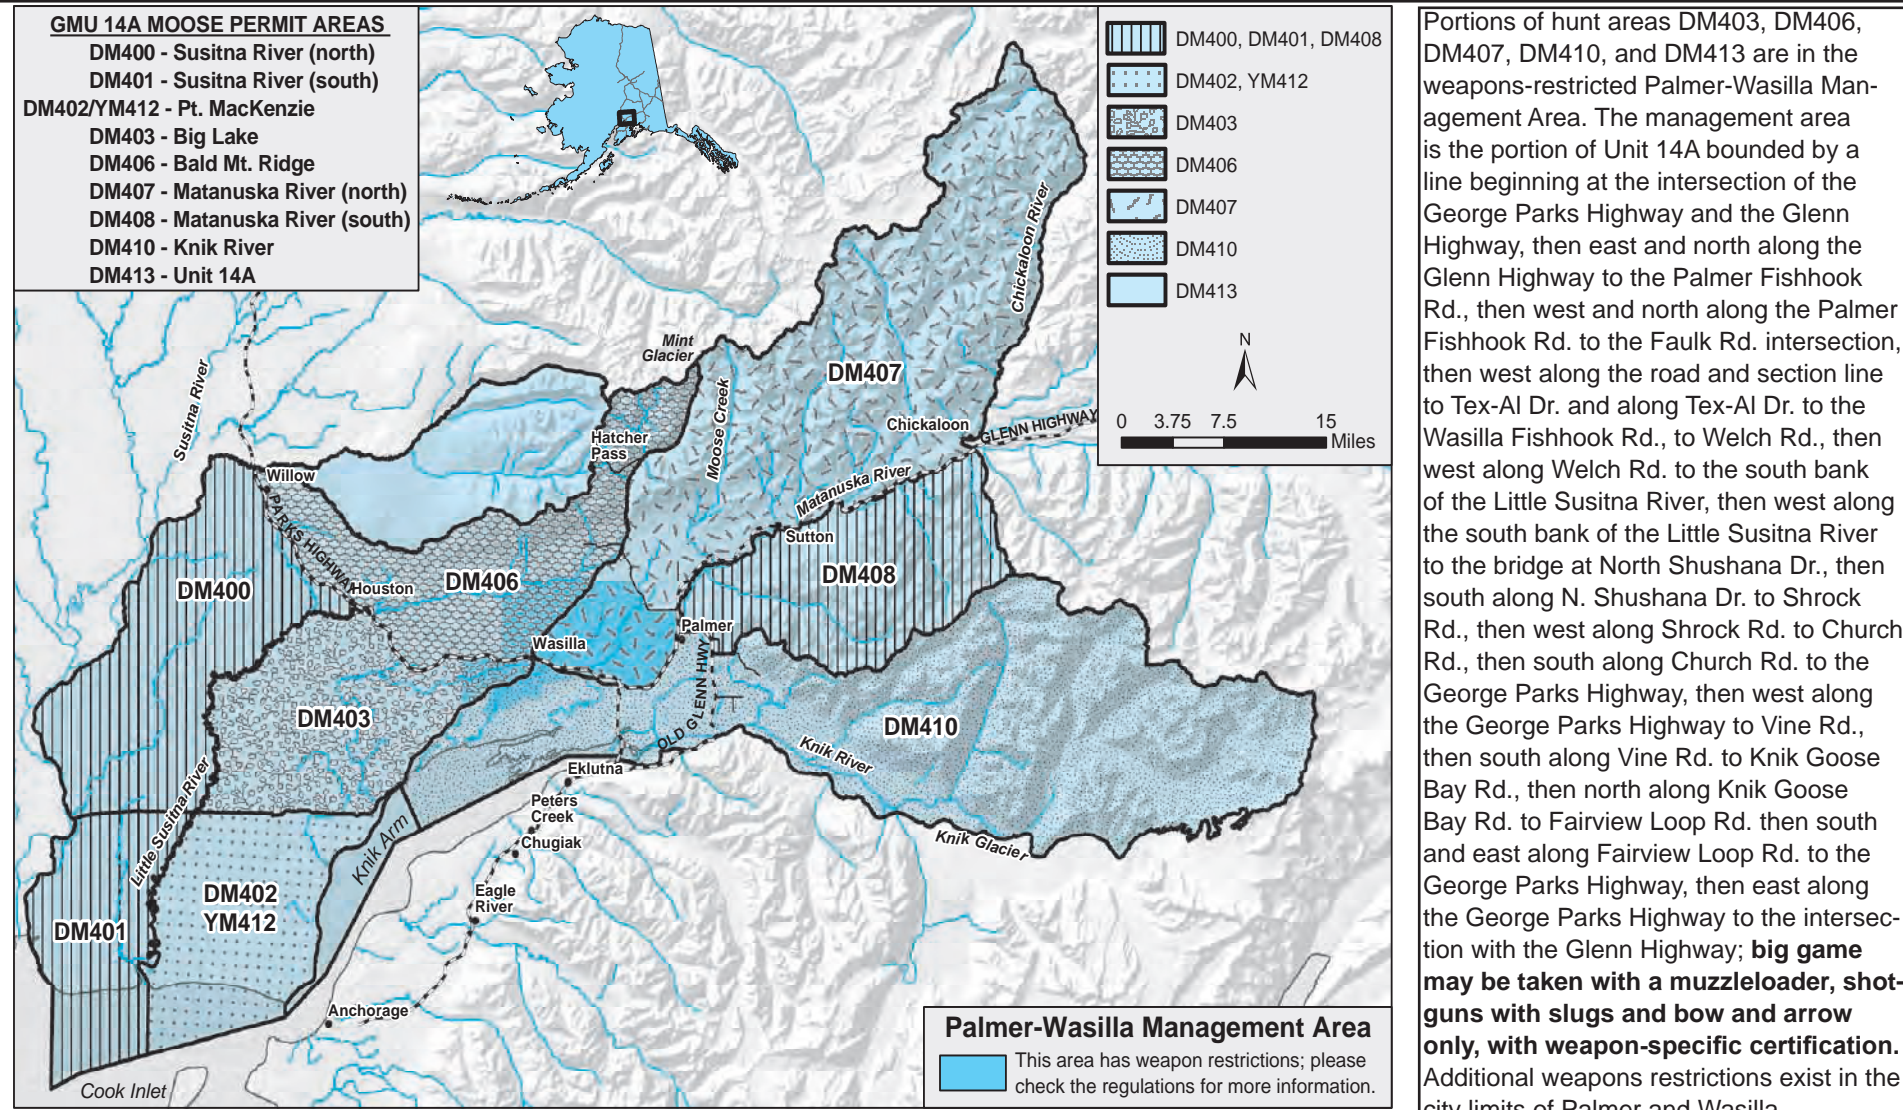 GMU 14A MOOSE PERMIT AREAS
DM400 - Susitna River (north)
DM401 - Susitna River (south)
DM402/YM412 - Pt. MacKenzie
DM403 - Big Lake
DM406 - Bald Mt. Ridge
DM407 - Matanuska River (north)
DM408 - Matanuska River (south)
DM410 - Knik River
DM413 - Unit 14A
DM400, DM401, DM408
DM402, YM412
DM403
DM406
DM407
DM410
DM413
N
0 3.75 7.5 15
Miles
Susitna River
Mint
Glacier
Chickaloon River
DM407
Moose Creek
Chickaloon
GLENN HIGHWAY
Hatcher
Pass
Willow
Matanuska River
PARKS HIGHWAY
Sutton
DM400
Houston
DM406
DM408
Wasilla
Palmer
DM403
OLD GLENN HWY
DM410
Knik River
Little Susitna River
Eklutna
Peters
Creek
Chugiak
Knik Arm
Knik Glacier
DM402
YM412
Eagle
River
DM401
Anchorage
Cook Inlet
Palmer-Wasilla Management Area
This area has weapon restrictions; please
check the regulations for more information.
Portions of hunt areas DM403, DM406,
DM407, DM410, and DM413 are in the
weapons-restricted Palmer-Wasilla Man-
agement Area. The management area
is the portion of Unit 14A bounded by a
line beginning at the intersection of the
George Parks Highway and the Glenn
Highway, then east and north along the
Glenn Highway to the Palmer Fishhook
Rd., then west and north along the Palmer
Fishhook Rd. to the Faulk Rd. intersection,
then west along the road and section line
to Tex-Al Dr. and along Tex-Al Dr. to the
Wasilla Fishhook Rd., to Welch Rd., then
west along Welch Rd. to the south bank
of the Little Susitna River, then west along
the south bank of the Little Susitna River
to the bridge at North Shushana Dr., then
south along N. Shushana Dr. to Shrock
Rd., then west along Shrock Rd. to Church
Rd., then south along Church Rd. to the
George Parks Highway, then west along
the George Parks Highway to Vine Rd.,
then south along Vine Rd. to Knik Goose
Bay Rd., then north along Knik Goose
Bay Rd. to Fairview Loop Rd. then south
and east along Fairview Loop Rd. to the
George Parks Highway, then east along
the George Parks Highway to the intersec-
tion with the Glenn Highway; big game
may be taken with a muzzleloader, shot-
guns with slugs and bow and arrow
only, with weapon-specific certification.
Additional weapons restrictions exist in the
city limits of Palmer and Wasilla.